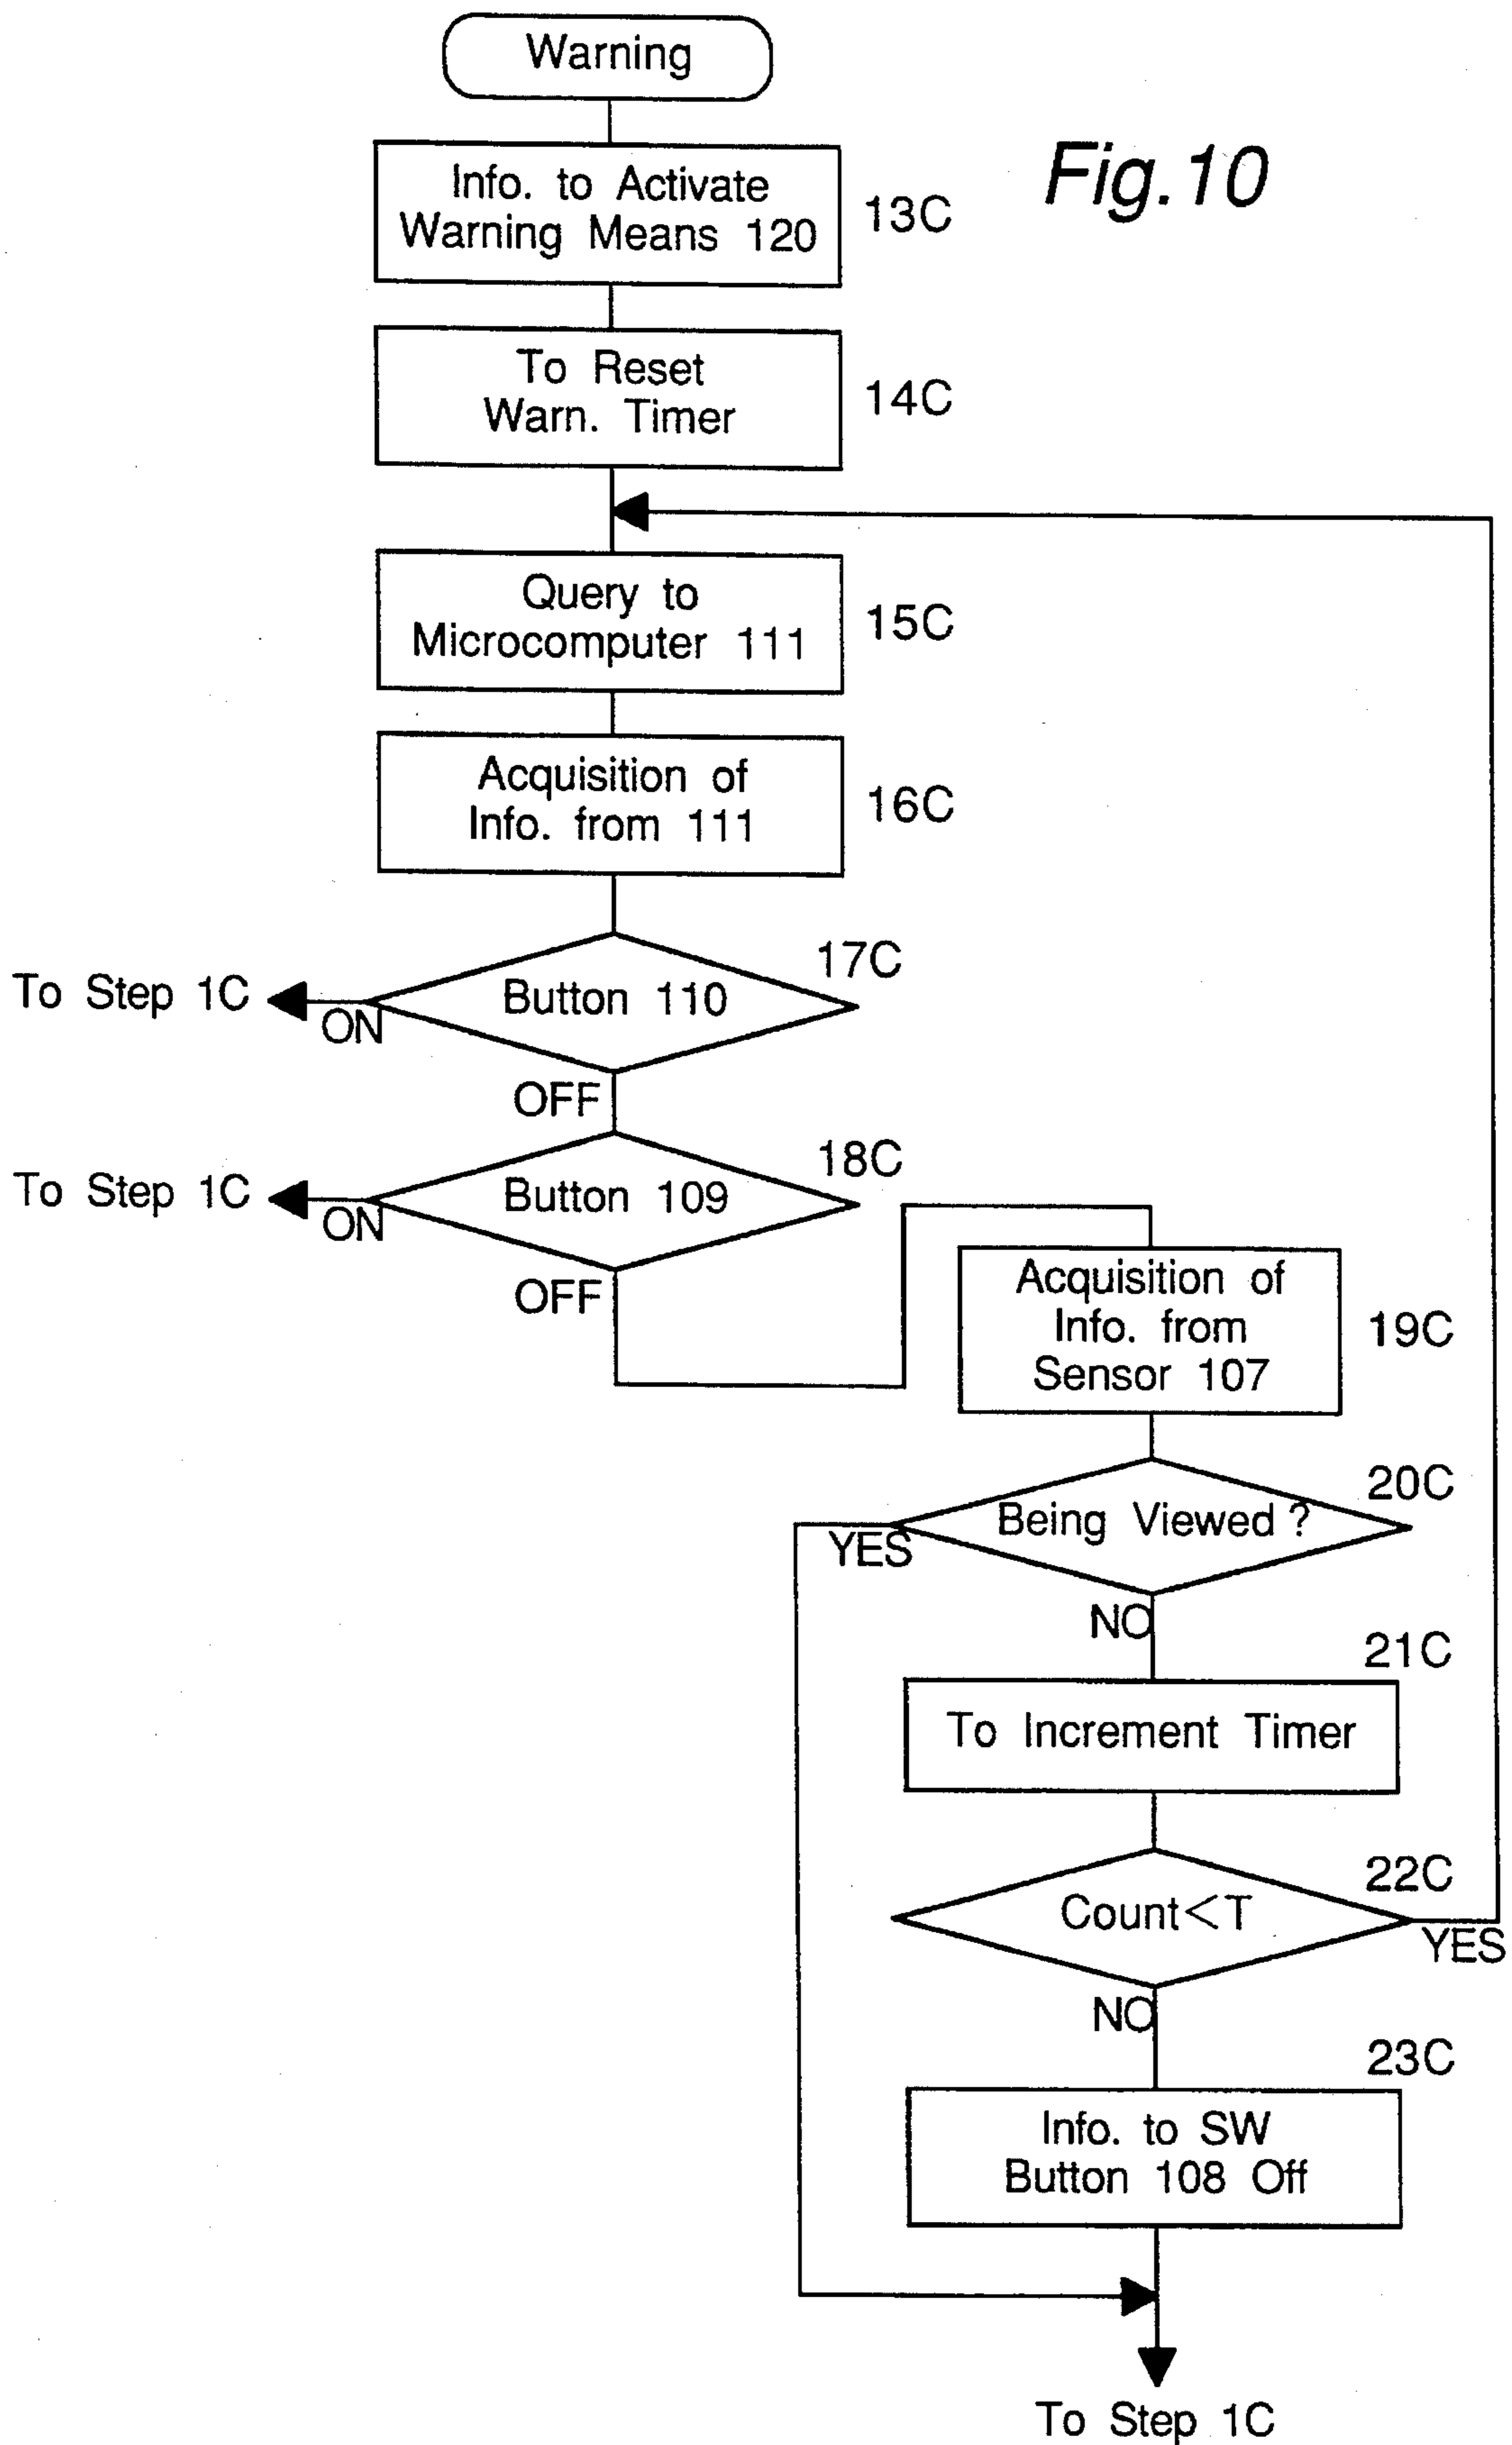 Warning
Fig.10
Info. to Activate
Warning Means 120
13C
To Reset
Warn. Timer
14C
Query to
Microcomputer 111
15C
Acquisition of
Info. from 111
16C
17C
To Step 1C
ON
Button 110
OFF
18C
To Step 1C
ON
Button 109
OFF
Acquisition of
Info. from
Sensor 107
19C
20C
Being Viewed ?
YES
NO
21C
To Increment Timer
22C
Count<T
YES
NO
23C
Info. to SW
Button 108 Off
To Step 1C